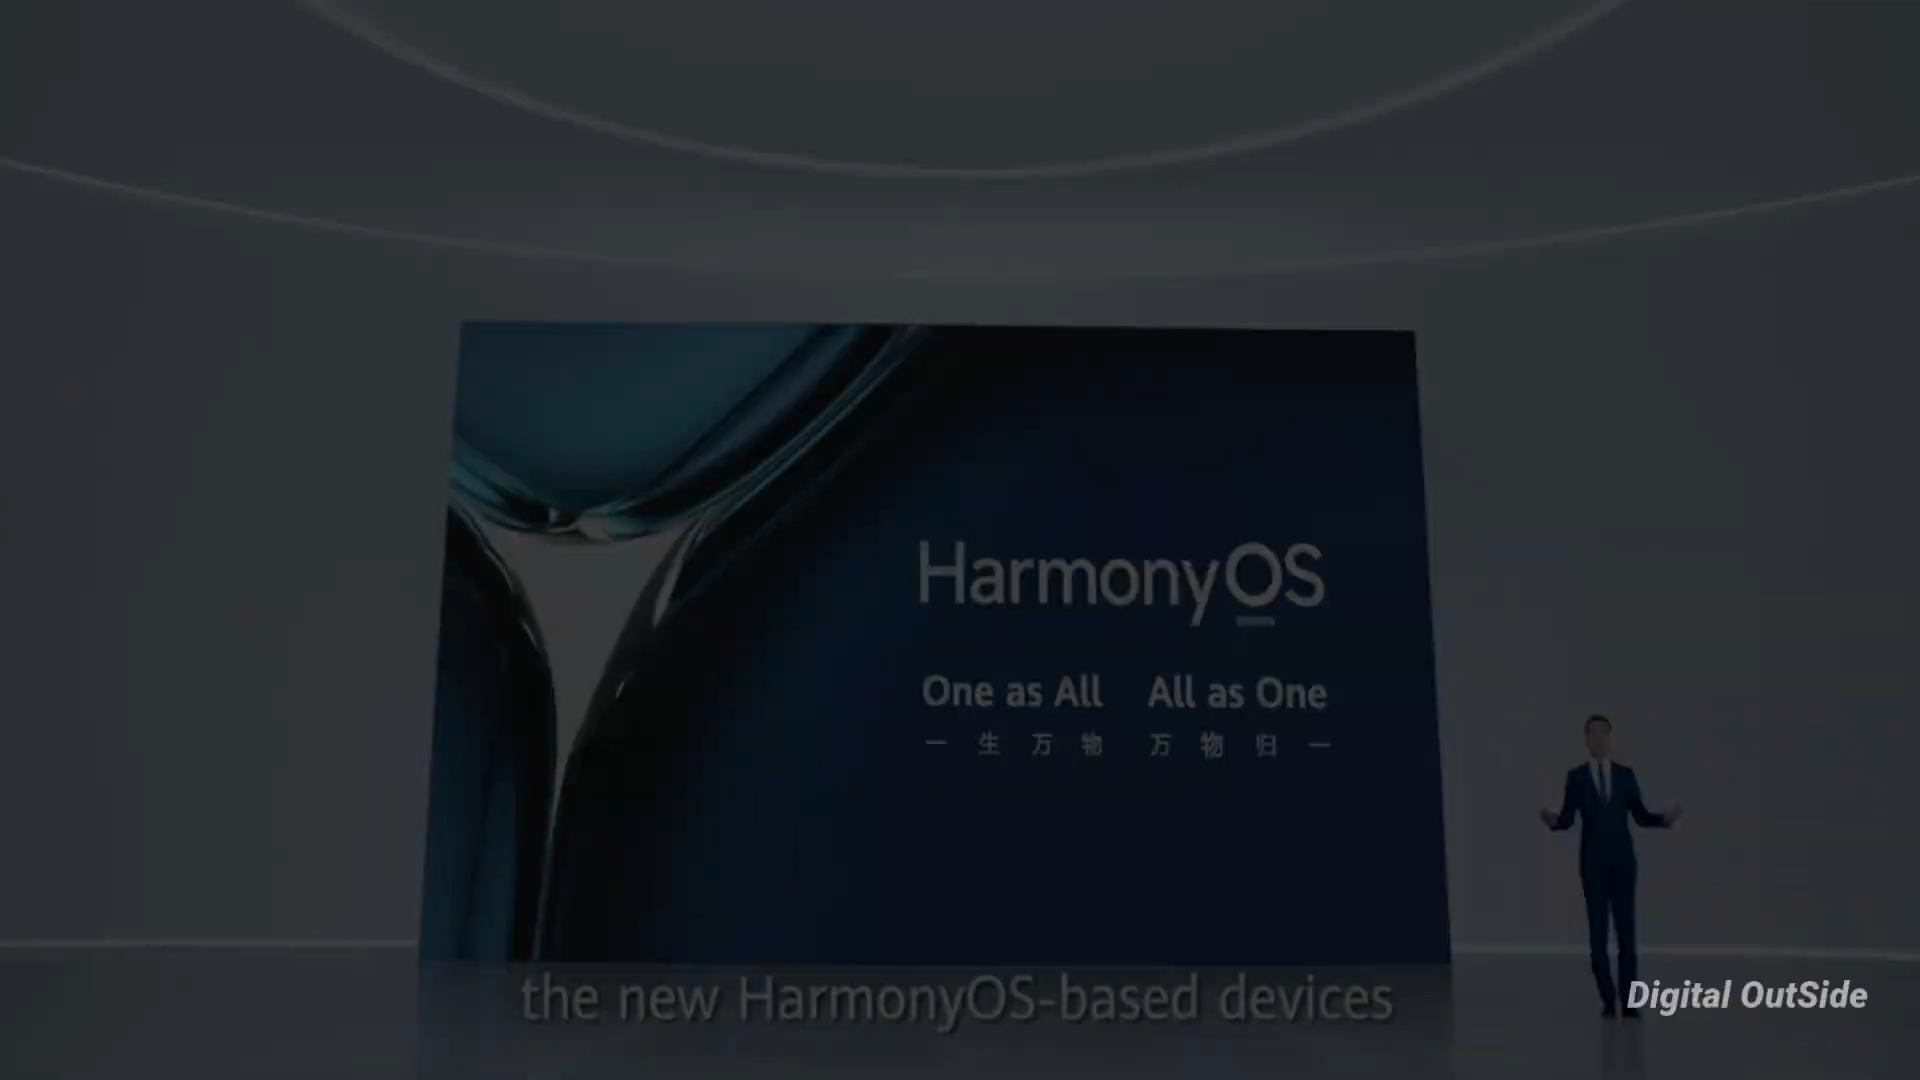 HarmonyOS
One as All All as One
一生万物 万物归一
the new HarmonyOS-based devices
Digital OutSide